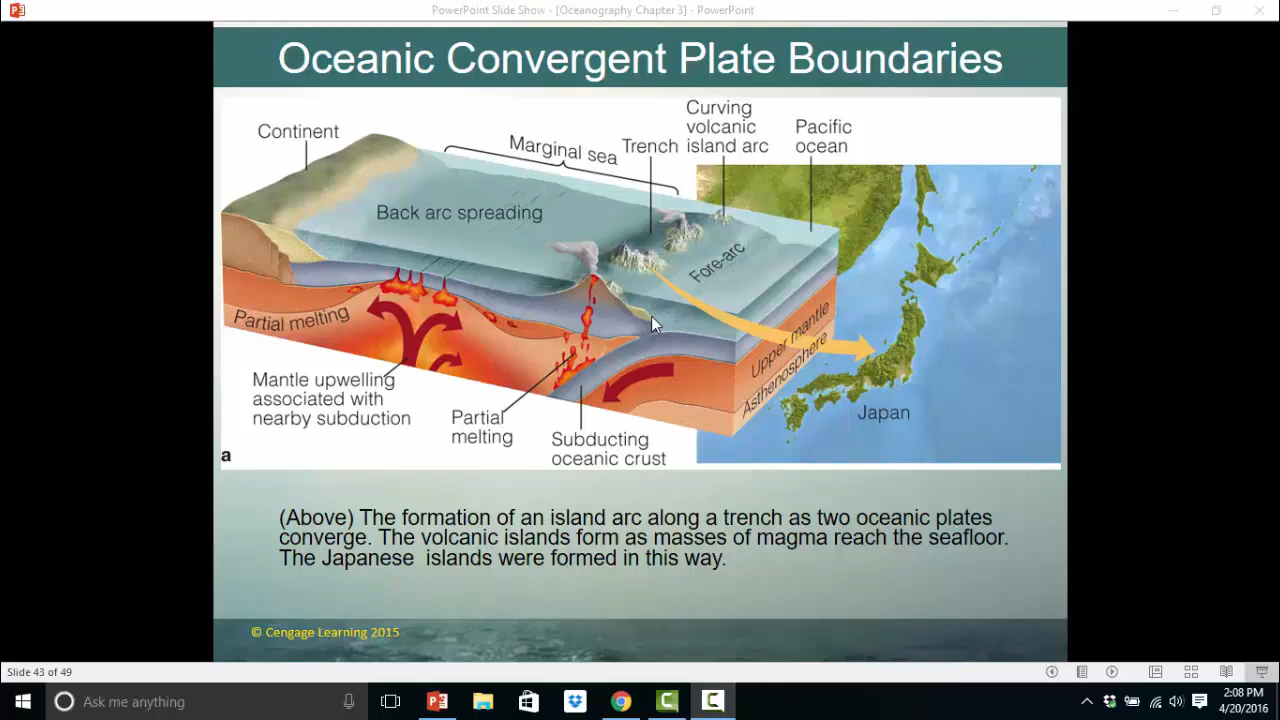 PowerPoint Slide Show - [Oceanography Chapter 3] - PowerPoint
Oceanic Convergent Plate Boundaries
Continent
Marginal sea
Trench
Curving
volcanic
island arc
Pacific
ocean
Back arc spreading
Fore-arc
Partial melting
Upper mantle
Asthenosphere
Mantle upwelling
associated with
nearby subduction
Partial
melting
Subducting
oceanic crust
Japan
a
(Above) The formation of an island arc along a trench as two oceanic plates
converge. The volcanic islands form as masses of magma reach the seafloor.
The Japanese islands were formed in this way.
© Cengage Learning 2015
Slide 43 of 49
Ask me anything
2:08 PM
4/20/2016